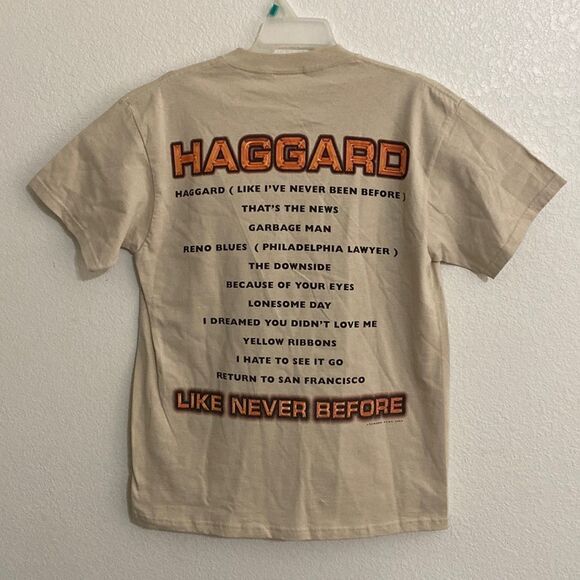 HAGGARD
HAGGARD ( LIKE I'VE NEVER BEEN BEFORE )
THAT'S THE NEWS
GARBAGE MAN
RENO BLUES ( PHILADELPHIA LAWYER )
THE DOWNSIDE
BECAUSE OF YOUR EYES
LONESOME DAY
I DREAMED YOU DIDN'T LOVE ME
YELLOW RIBBONS
I HATE TO SEE IT GO
RETURN TO SAN FRANCISCO
LIKE NEVER BEFORE